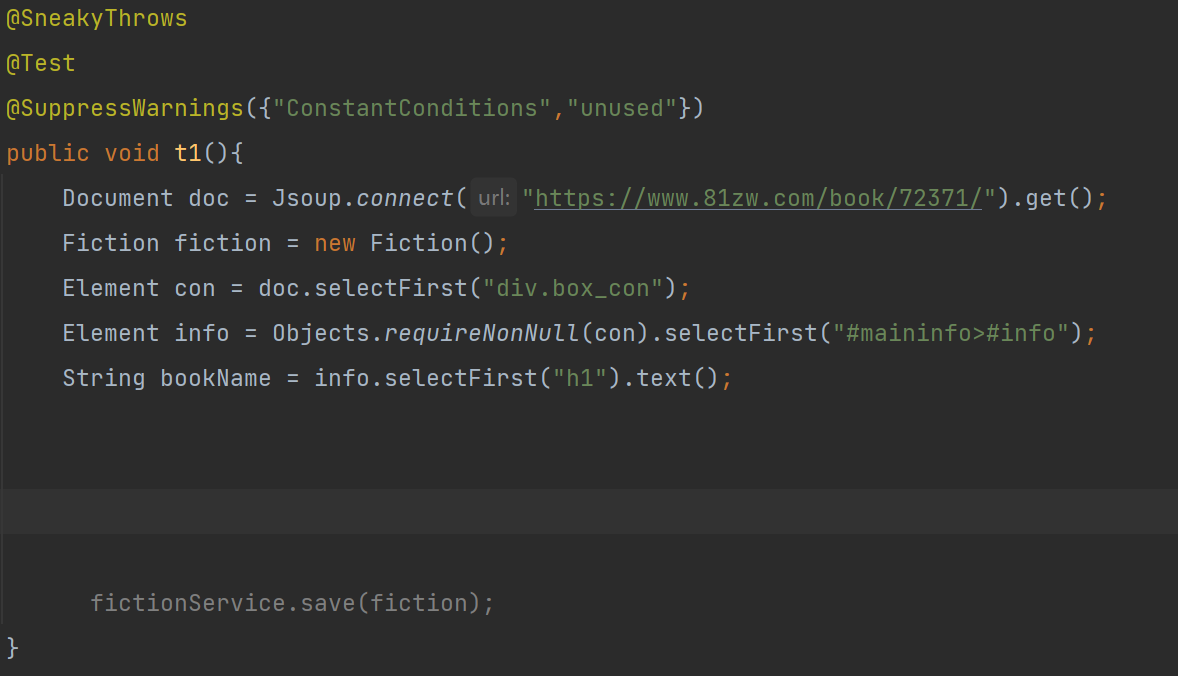 @SneakyThrows
@Test
@SuppressWarnings({"ConstantConditions","unused"})
public void t1(){
    Document doc = Jsoup.connect( url: "https://www.81zw.com/book/72371/").get();
    Fiction fiction = new Fiction();
    Element con = doc.selectFirst("div.box_con");
    Element info = Objects.requireNonNull(con).selectFirst("#maininfo>#info");
    String bookName = info.selectFirst("h1").text();
      fictionService.save(fiction);
}